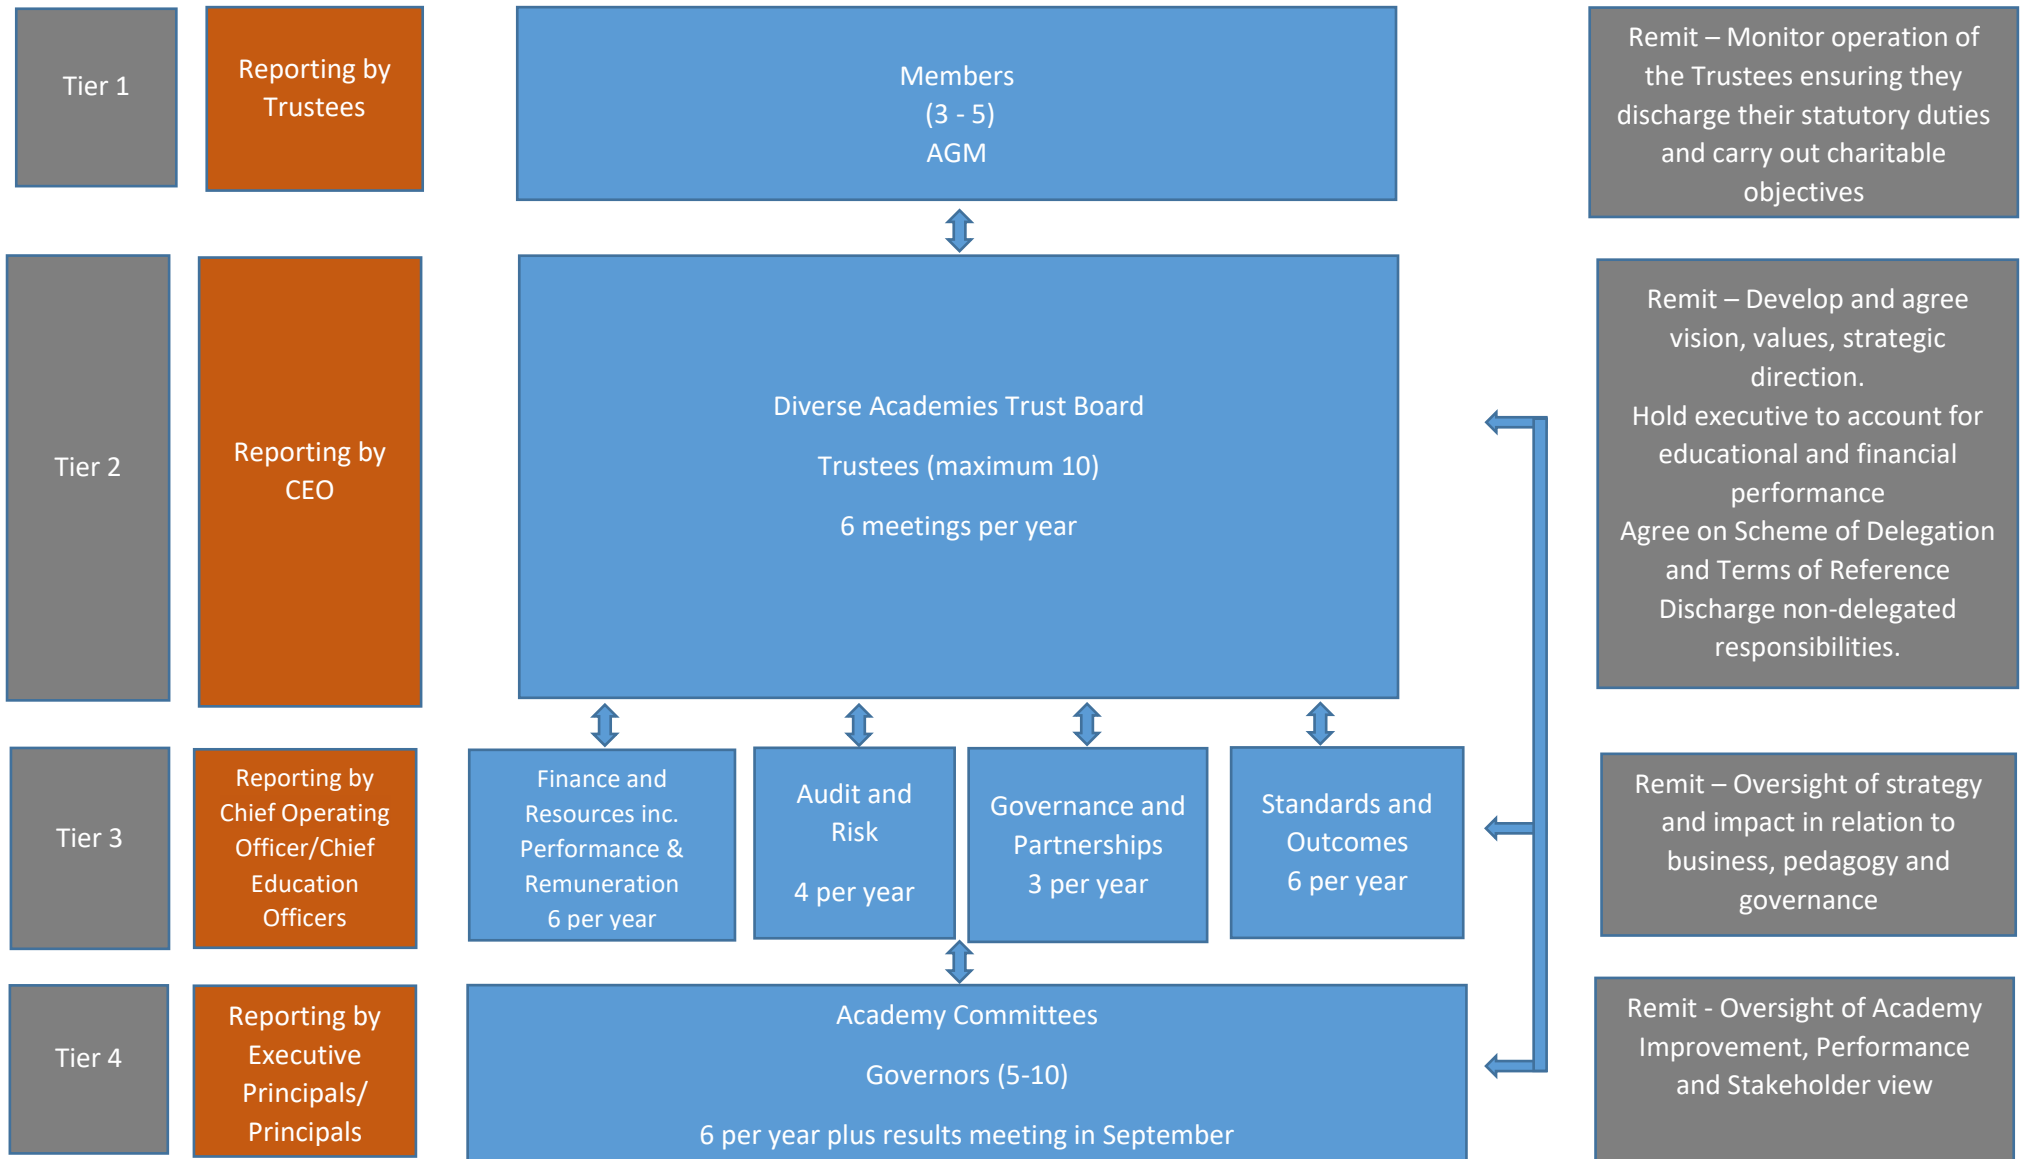 Tier 1
Reporting by
Trustees
Members
(3 - 5)
AGM
Remit – Monitor operation of
the Trustees ensuring they
discharge their statutory duties
and carry out charitable
objectives
Tier 2
Reporting by
CEO
Diverse Academies Trust Board
Trustees (maximum 10)
6 meetings per year
Remit – Develop and agree
vision, values, strategic
direction.
Hold executive to account for
educational and financial
performance
Agree on Scheme of Delegation
and Terms of Reference
Discharge non-delegated
responsibilities.
Tier 3
Reporting by
Chief Operating
Officer/Chief
Education
Officers
Finance and
Resources inc.
Performance &
Remuneration
6 per year
Audit and
Risk
4 per year
Governance and
Partnerships
3 per year
Standards and
Outcomes
6 per year
Remit – Oversight of strategy
and impact in relation to
business, pedagogy and
governance
Tier 4
Reporting by
Executive
Principals/
Principals
Academy Committees
Governors (5-10)
6 per year plus results meeting in September
Remit - Oversight of Academy
Improvement, Performance
and Stakeholder view